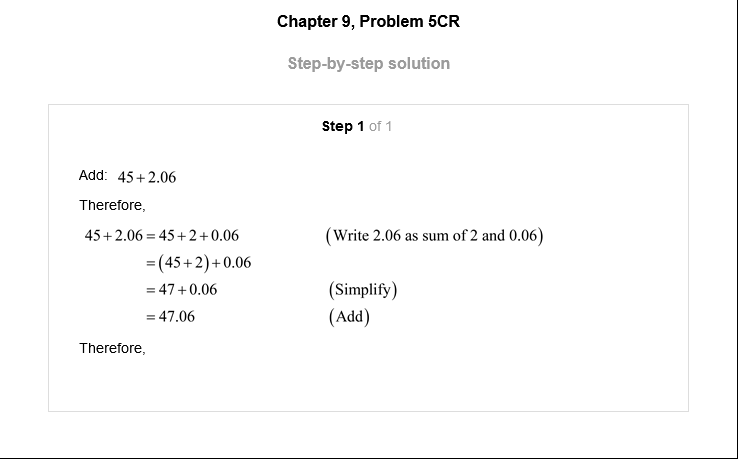 Chapter 9, Problem 5CR
Step-by-step solution
Step 1 of 1
Add: 45+2.06
Therefore,
45+2.06=45+2+0.06 (Write 2.06 as sum of 2 and 0.06)
=(45+2)+0.06
=47+0.06 (Simplify)
=47.06 (Add)
Therefore,